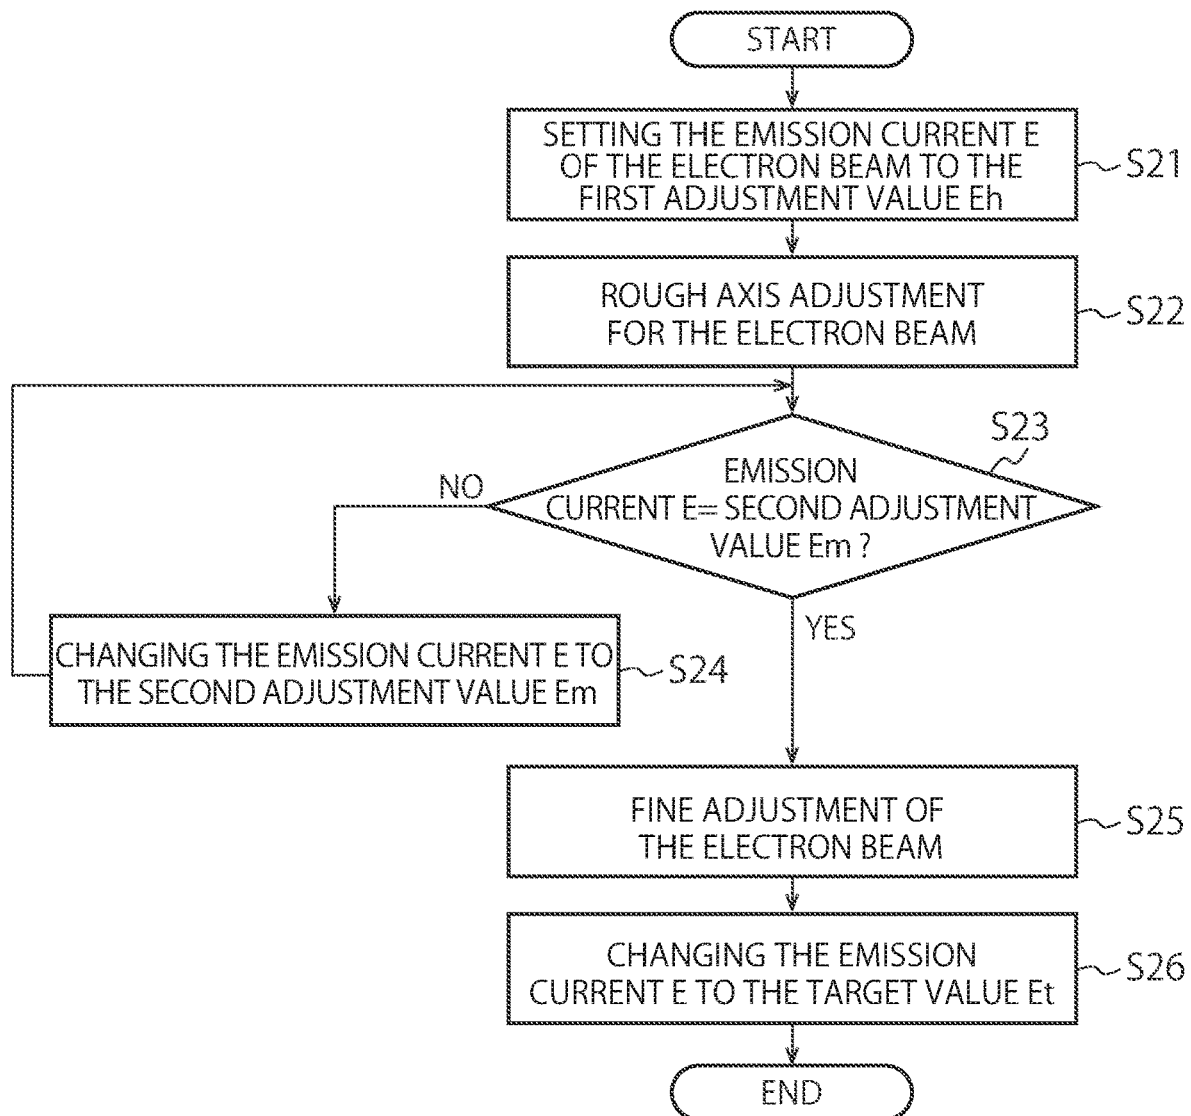 START
SETTING THE EMISSION CURRENT E
OF THE ELECTRON BEAM TO THE
FIRST ADJUSTMENT VALUE Eh
S21
ROUGH AXIS ADJUSTMENT
FOR THE ELECTRON BEAM
S22
S23
EMISSION
CURRENT E= SECOND ADJUSTMENT
VALUE Em ?
NO
YES
CHANGING THE EMISSION CURRENT E TO
THE SECOND ADJUSTMENT VALUE Em
S24
FINE ADJUSTMENT OF
THE ELECTRON BEAM
S25
CHANGING THE EMISSION
CURRENT E TO THE TARGET VALUE Et
S26
END